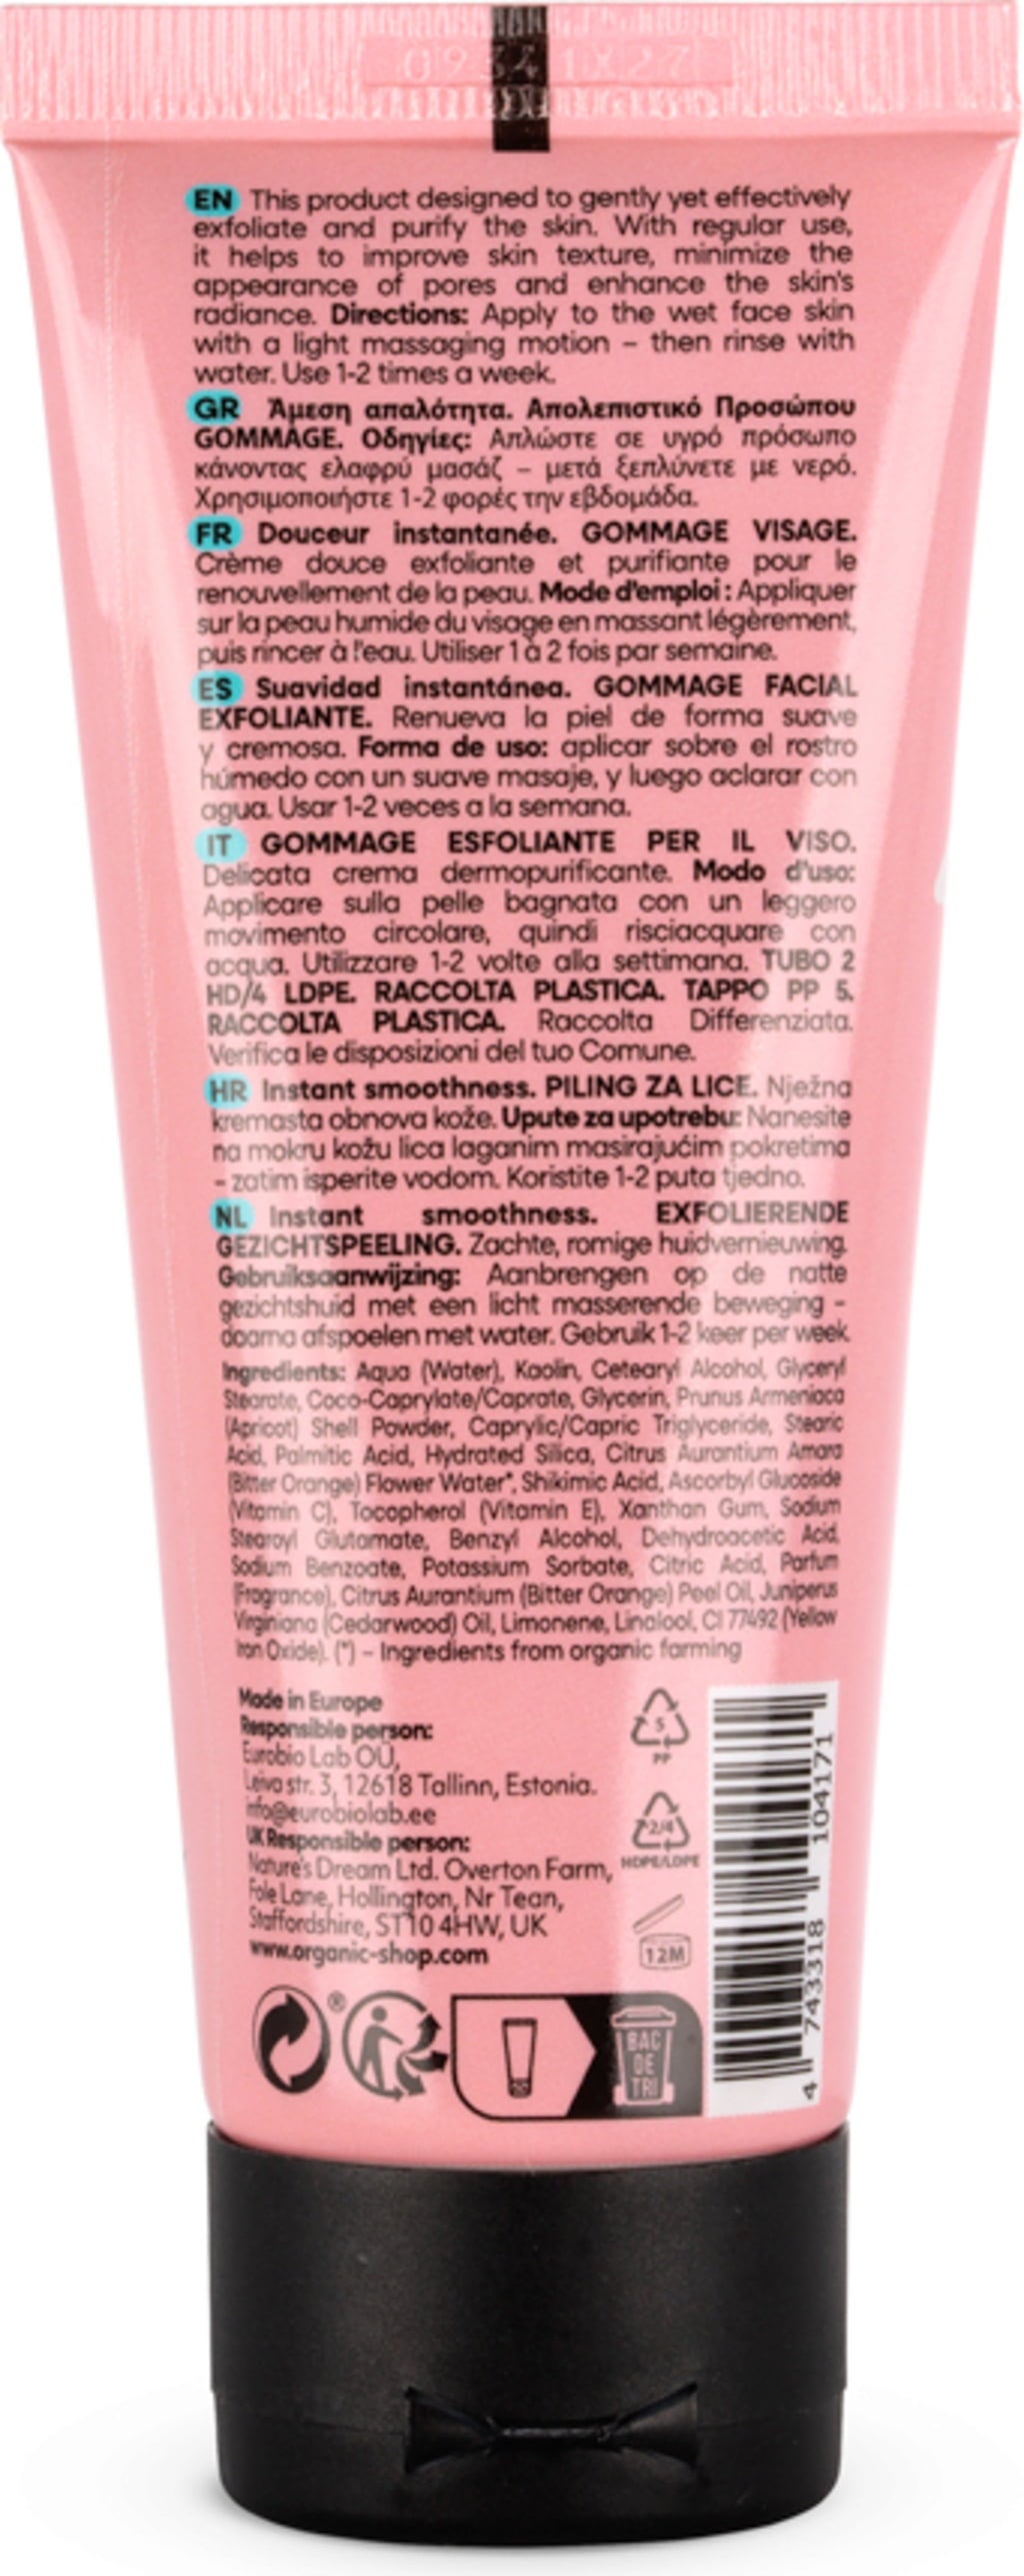 EN This product designed to gently yet effectively
exfoliate and purify the skin. With regular use,
it helps to improve skin texture, minimize the
appearance of pores and enhance the skin's
radiance. Directions: Apply to the wet face skin
with a light massaging motion – then rinse with
water. Use 1-2 times a week.
GR Άμεση απαλότητα. Απολεπιστικό Προσώπου
GOMMAGE. Οδηγίες: Απλώστε σε υγρό πρόσωπο
κάνοντας ελαφρύ μασάζ – μετά ξεπλύνετε με νερό.
Χρησιμοποιήστε 1-2 φορές την εβδομάδα.
FR Douceur instantanée. GOMMAGE VISAGE.
Crème douce exfoliante et purifiante pour le
renouvellement de la peau. Mode d'emploi : Appliquer
sur la peau humide du visage en massant légèrement,
puis rincer à l'eau. Utiliser 1 à 2 fois par semaine.
ES Suavidad instantánea. GOMMAGE FACIAL
EXFOLIANTE. Renueva la piel de forma suave
y cremosa. Forma de uso: aplicar sobre el rostro
húmedo con un suave masaje, y luego aclarar con
agua. Usar 1-2 veces a la semana.
IT GOMMAGE ESFOLIANTE PER IL VISO.
Delicata crema dermopurificante. Modo d'uso:
Applicare sulla pelle bagnata con un leggero
movimento circolare, quindi risciacquare con
acqua. Utilizzare 1-2 volte alla settimana. TUBO 2
HD/4 LDPE. RACCOLTA PLASTICA. TAPPO PP 5.
RACCOLTA PLASTICA. Raccolta Differenziata.
Verifica le disposizioni del tuo Comune.
HR Instant smoothness. PILING ZA LICE. Nježna
kremasta obnova kože. Upute za upotrebu: Nanesite
na mokru kožu lica laganim masirajućim pokretima
– zatim isperite vodom. Koristite 1-2 puta tjedno.
NL Instant smoothness. EXFOLIERENDE
GEZICHTSPEELING. Zachte, romige huidvernieuwing.
Gebruiksaanwijzing: Aanbrengen op de natte
gezichtshuid met een licht masserende beweging –
daarna afspoelen met water. Gebruik 1-2 keer per week.
Ingredients: Aqua (Water), Kaolin, Cetearyl Alcohol, Glyceryl
Stearate, Coco-Caprylate/Caprate, Glycerin, Prunus Armeniaca
(Apricot) Shell Powder, Caprylic/Capric Triglyceride, Stearic
Acid, Palmitic Acid, Hydrated Silica, Citrus Aurantium Amara
(Bitter Orange) Flower Water*, Shikimic Acid, Ascorbyl Glucoside
(Vitamin C), Tocopherol (Vitamin E), Xanthan Gum, Sodium
Stearoyl Glutamate, Benzyl Alcohol, Dehydroacetic Acid,
Sodium Benzoate, Potassium Sorbate, Citric Acid, Parfum
(Fragrance), Citrus Aurantium (Bitter Orange) Peel Oil, Juniperus
Virginiana (Cedarwood) Oil, Limonene, Linalool, CI 77492 (Yellow
Iron Oxide). (*) – Ingredients from organic farming
Made in Europe
Responsible person:
Eurobio Lab OÜ,
Leiva str. 3, 12618 Tallinn, Estonia.
info@eurobiolab.ee
UK Responsible person:
Nature's Dream Ltd. Overton Farm,
Fole Lane, Hollington, Nr Tean,
Staffordshire, ST10 4HW, UK
www.organic-shop.com
5
PP
2/4
HDPE/LDPE
12M
®
BAC
DE
TRI
4 743318 104171